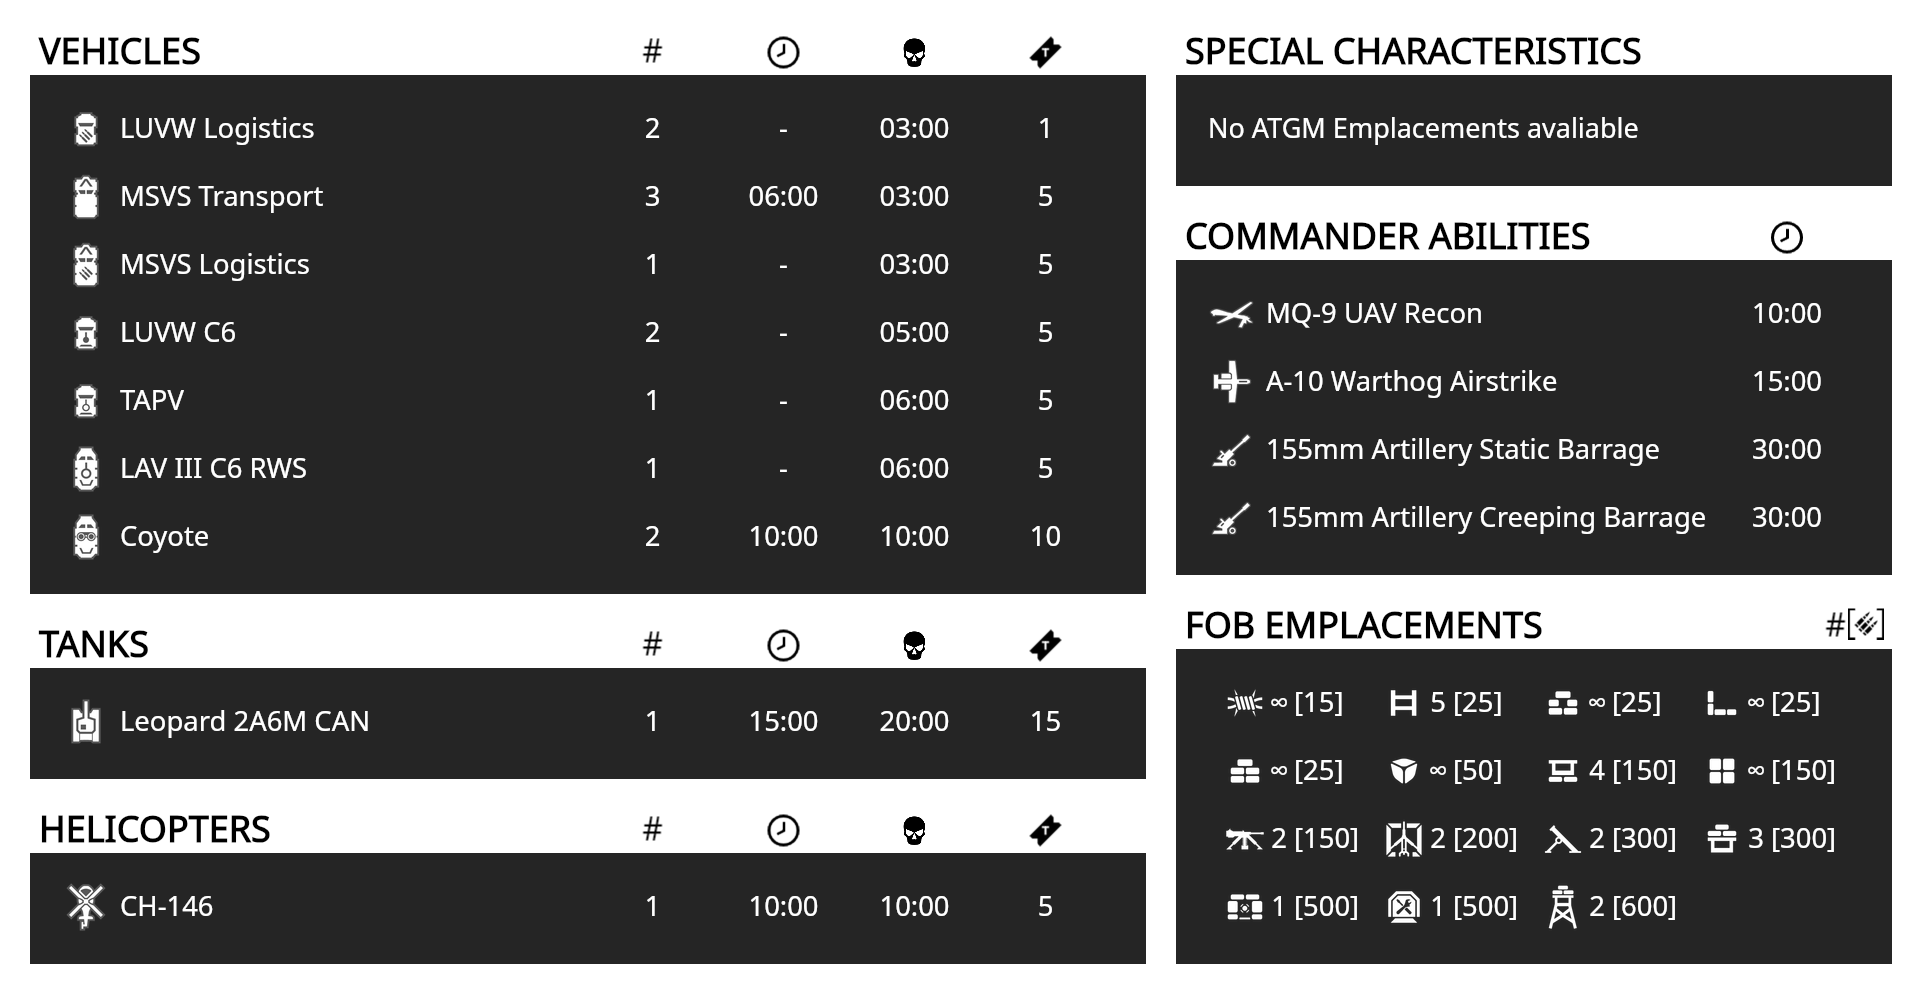 VEHICLES #
LUVW Logistics 2 - 03:00 1
MSVS Transport 3 06:00 03:00 5
MSVS Logistics 1 - 03:00 5
LUVW C6 2 - 05:00 5
TAPV 1 - 06:00 5
LAV III C6 RWS 1 - 06:00 5
Coyote 2 10:00 10:00 10
TANKS #
Leopard 2A6M CAN 1 15:00 20:00 15
HELICOPTERS #
CH-146 1 10:00 10:00 5
SPECIAL CHARACTERISTICS
No ATGM Emplacements avaliable
COMMANDER ABILITIES
MQ-9 UAV Recon 10:00
A-10 Warthog Airstrike 15:00
155mm Artillery Static Barrage 30:00
155mm Artillery Creeping Barrage 30:00
FOB EMPLACEMENTS #[]
∞ [15] 5 [25] ∞ [25] ∞ [25]
∞ [25] ∞ [50] 4 [150] ∞ [150]
2 [150] 2 [200] 2 [300] 3 [300]
1 [500] 1 [500] 2 [600]